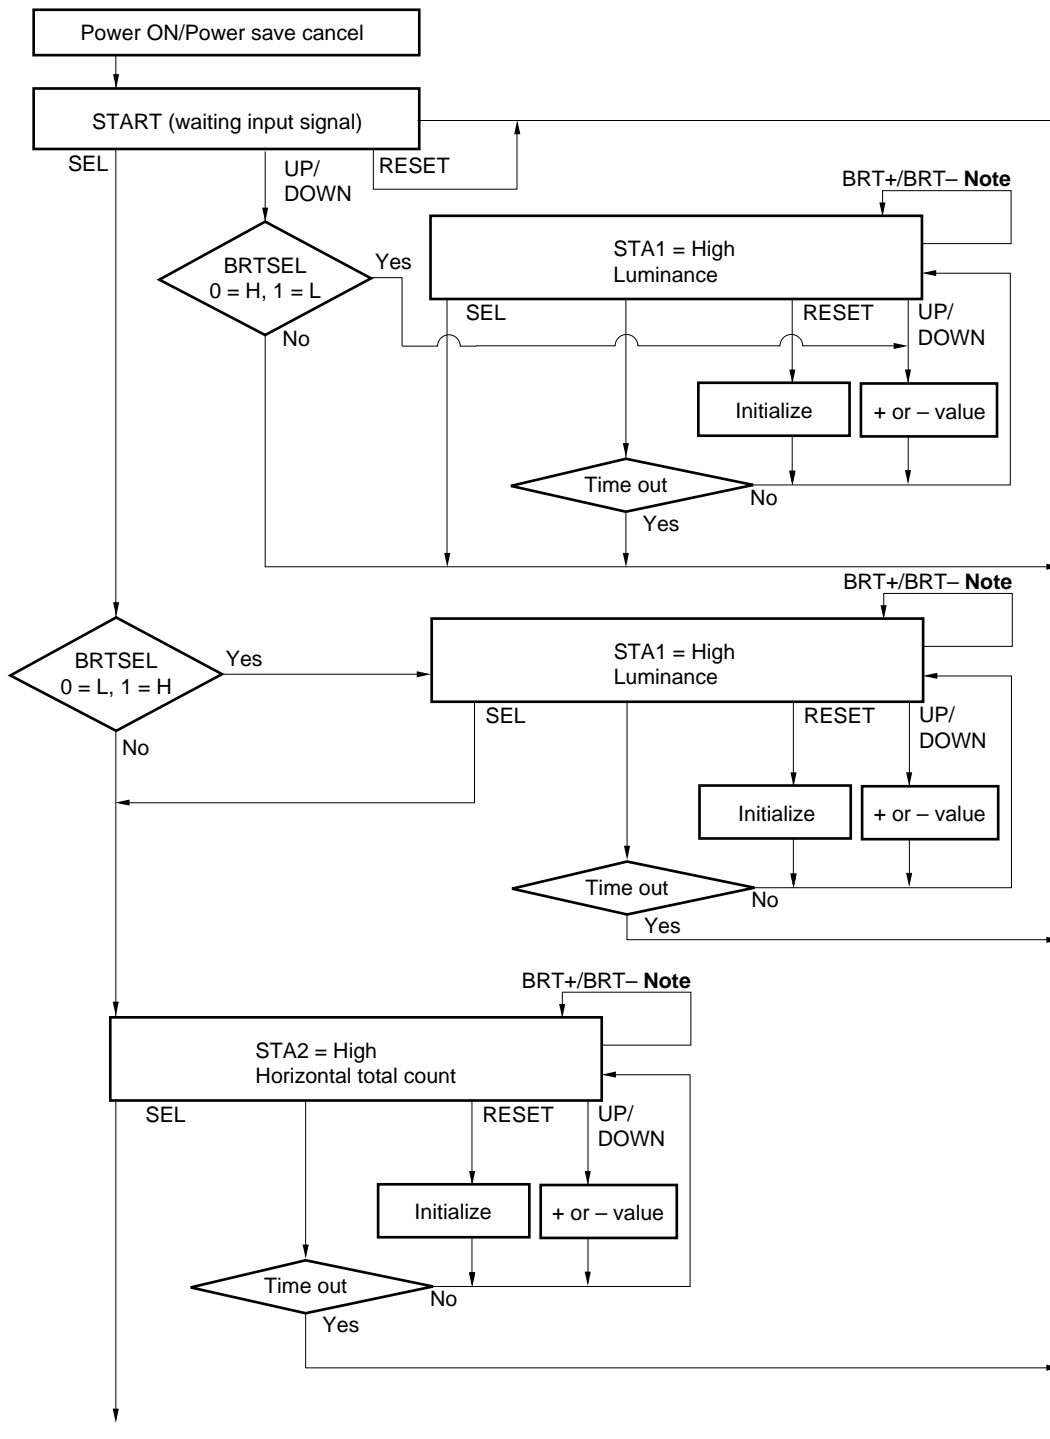 Power ON/Power save cancel
START (waiting input signal)
SEL
UP/
DOWN
RESET
BRT+/BRT– Note
STA1 = High
Luminance
BRTSEL
0 = H, 1 = L
Yes
No
SEL
RESET
UP/
DOWN
Initialize
+ or – value
Time out
No
Yes
BRT+/BRT– Note
BRTSEL
0 = L, 1 = H
Yes
No
STA1 = High
Luminance
SEL
RESET
UP/
DOWN
Initialize
+ or – value
Time out
No
Yes
BRT+/BRT– Note
STA2 = High
Horizontal total count
SEL
RESET
UP/
DOWN
Initialize
+ or – value
Time out
No
Yes